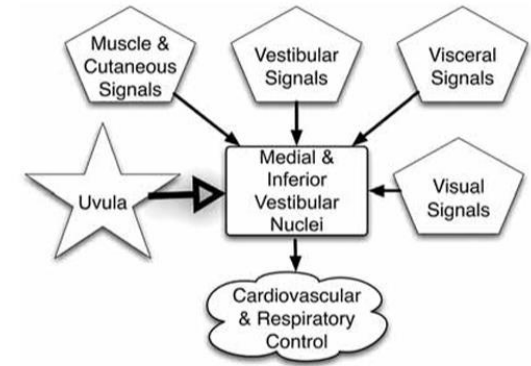 Muscle &
Cutaneous
Signals
Vestibular
Signals
Visceral
Signals
Uvula
Medial &
Inferior
Vestibular
Nuclei
Visual
Signals
Cardiovascular
& Respiratory
Control